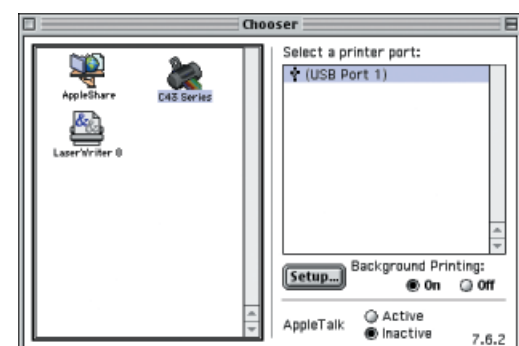 Chooser
AppleShare
C43 Series
LaserWriter 8
Select a printer port:
(USB Port 1)
Setup...
Background Printing:
On Off
AppleTalk
Active
Inactive
7.6.2